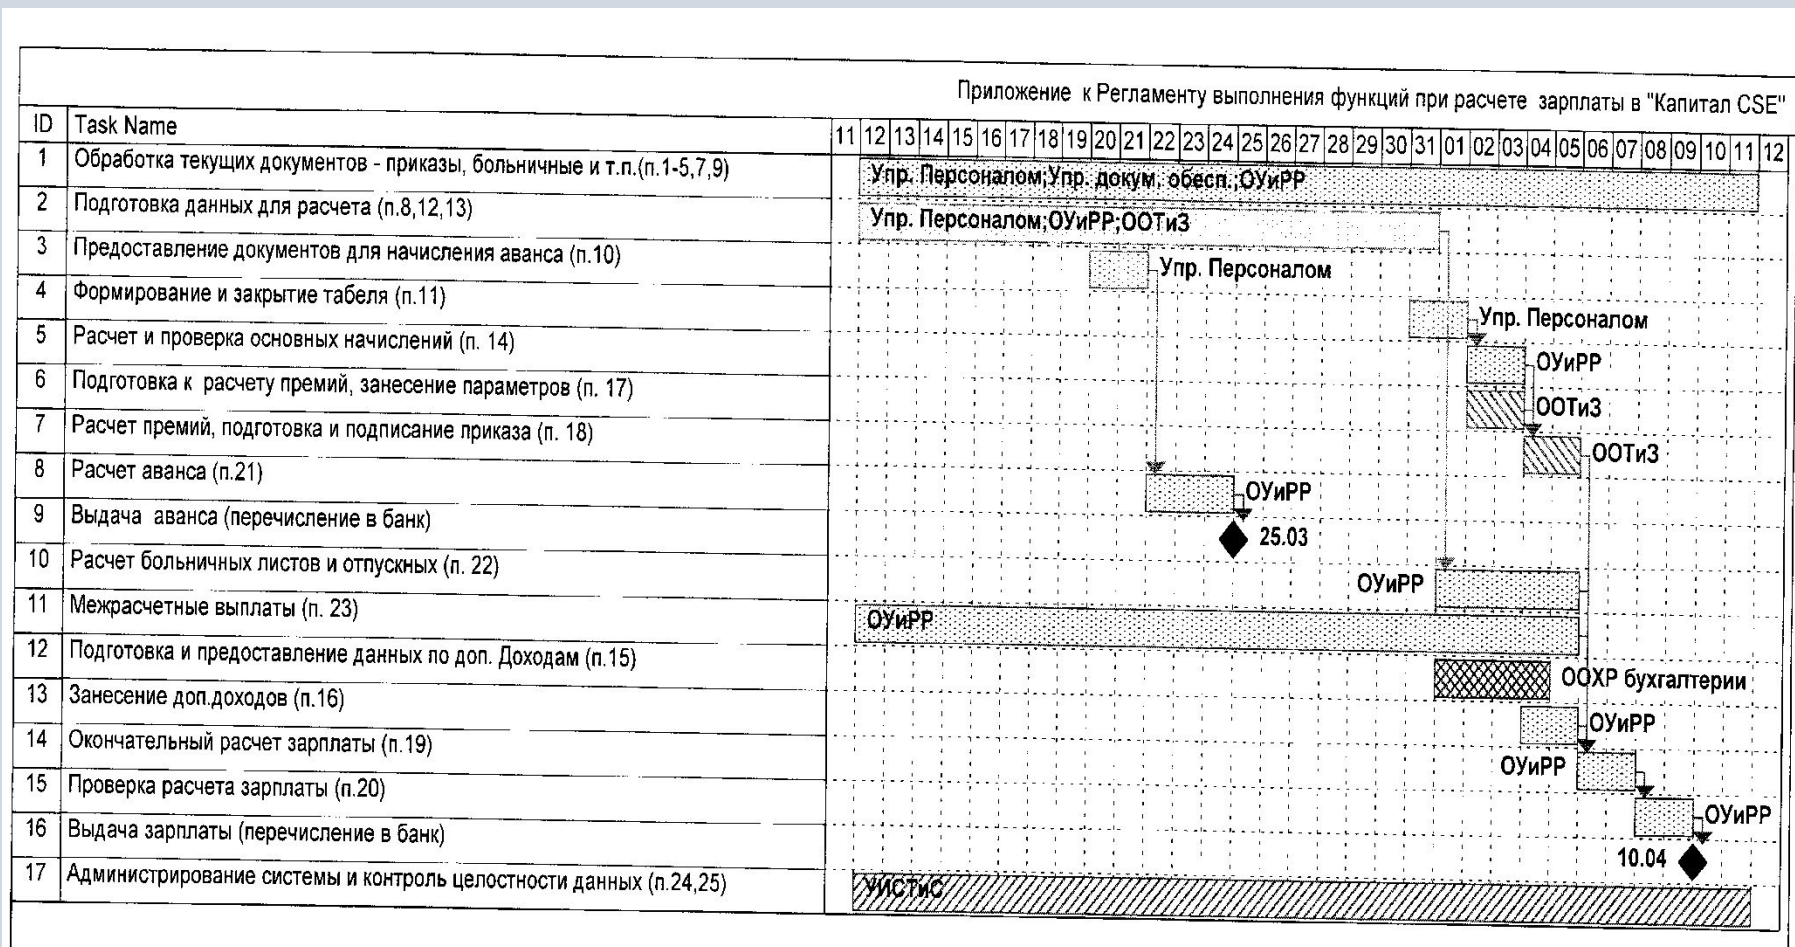 Приложение к Регламенту выполнения функций при расчете зарплаты в "Капитал CSE"
ID Task Name 11 12 13 14 15 16 17 18 19 20 21 22 23 24 25 26 27 28 29 30 31 01 02 03 04 05 06 07 08 09 10 11 12
1 Обработка текущих документов - приказы, больничные и т.п.(п.1-5,7,9) Упр. Персоналом;Упр. докум. обесп.;ОУиРР
2 Подготовка данных для расчета (п.8,12,13) Упр. Персоналом;ОУиРР;ООТиЗ
3 Предоставление документов для начисления аванса (п.10) Упр. Персоналом
4 Формирование и закрытие табеля (п.11) Упр. Персоналом
5 Расчет и проверка основных начислений (п. 14) ОУиРР
6 Подготовка к расчету премий, занесение параметров (п. 17) ООТиЗ
7 Расчет премий, подготовка и подписание приказа (п. 18) ООТиЗ
8 Расчет аванса (п.21) ОУиРР
9 Выдача аванса (перечисление в банк) 25.03
10 Расчет больничных листов и отпускных (п. 22) ОУиРР
11 Межрасчетные выплаты (п. 23) ОУиРР
12 Подготовка и предоставление данных по доп. Доходам (п.15) ООХР бухгалтерии
13 Занесение доп.доходов (п.16) ОУиРР
14 Окончательный расчет зарплаты (п.19) ОУиРР
15 Проверка расчета зарплаты (п.20) ОУиРР
16 Выдача зарплаты (перечисление в банк) 10.04
17 Администрирование системы и контроль целостности данных (п.24,25) УИСТиС